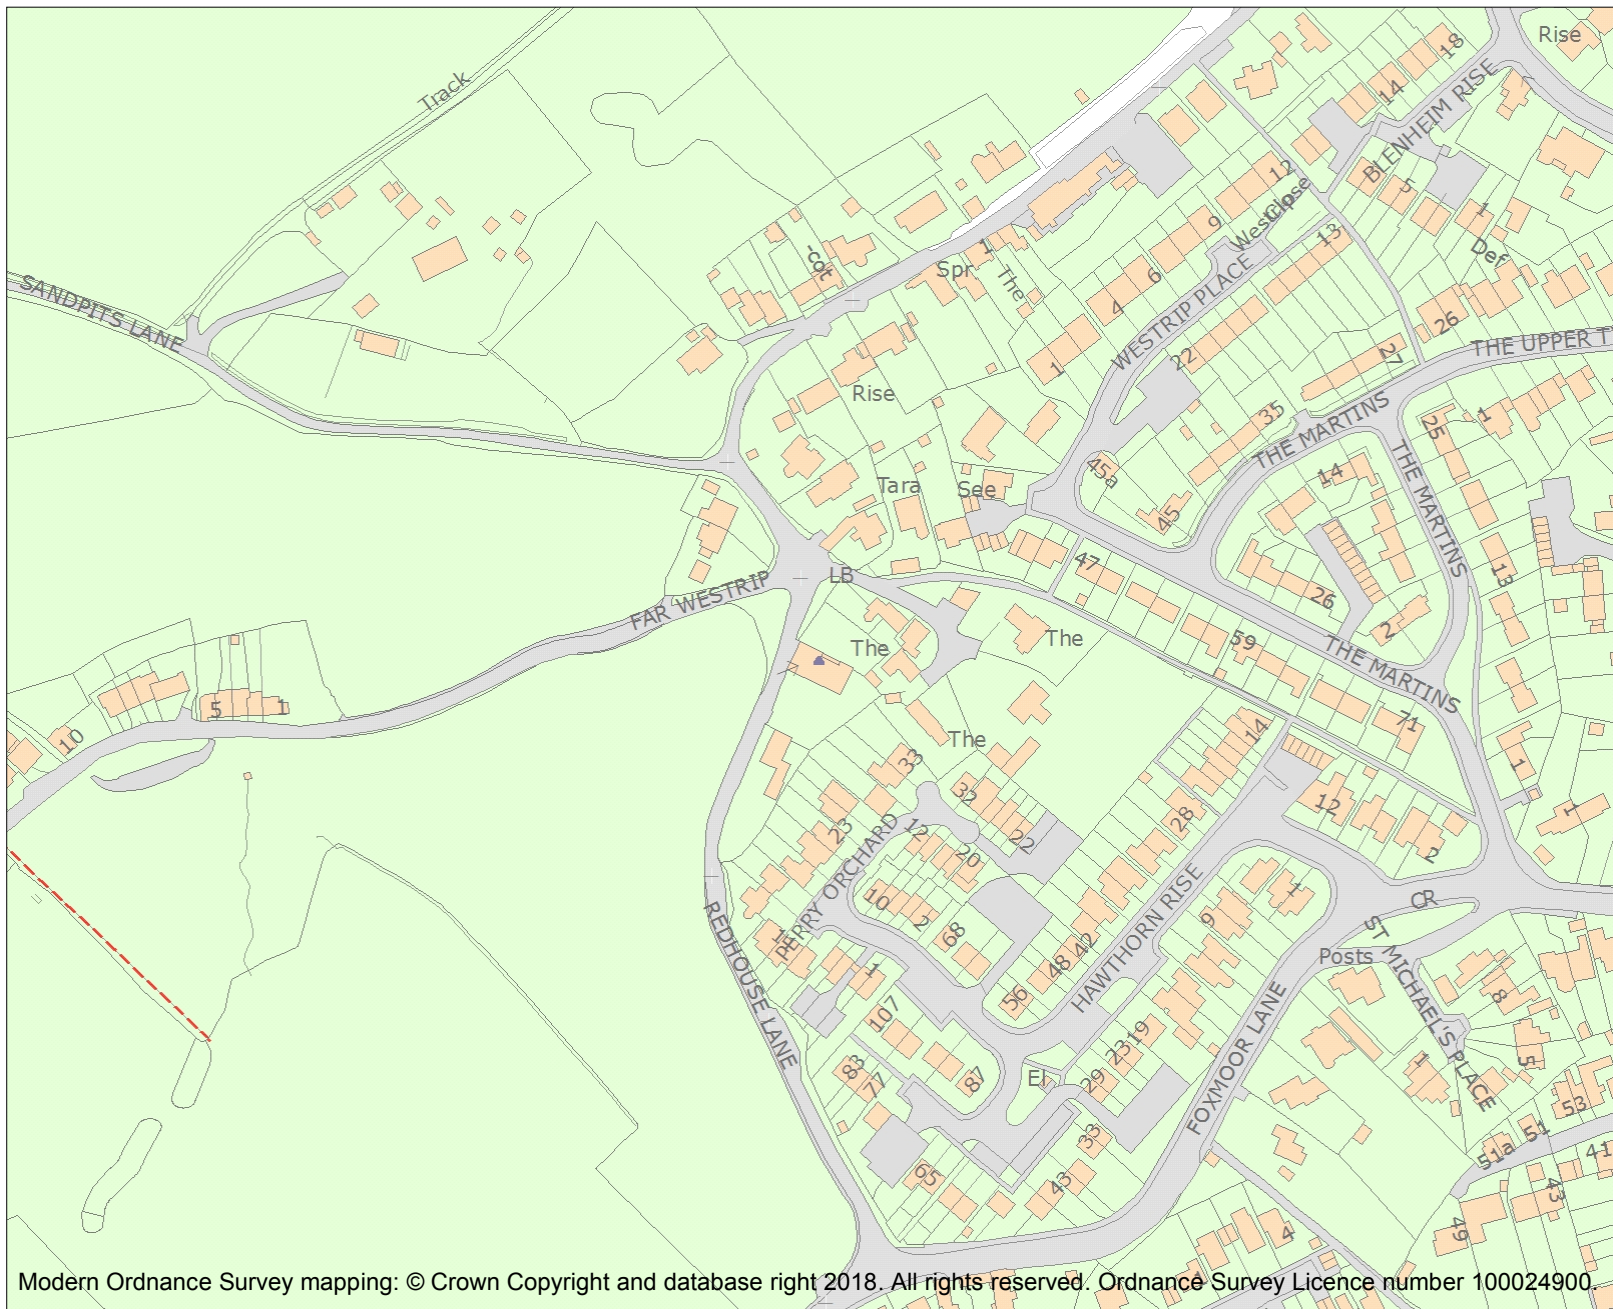 Rise
18
Track
14
BLENHEIM RISE
12
5
Westrip
Close
1
9
13
-cot
1
Def
Spr
The
6
4
SANDPITS LANE
WESTRIP PLACE
26
THE UPPER T
22
27
1
Rise
35
THE MARTINS
1
25
45a
14
THE MARTINS
Tara
See
45
47
13
LB
FAR WESTRIP
26
2
The
The
59
THE MARTINS
5
1
10
71
The
14
33
1
32
12
1
28
23
12
22
20
2
PERRY ORCHARD
HAWTHORN RISE
10
2
1
9
CR
68
11
42
48
Posts
ST MICHAEL'S PLACE
REDHOUSE LANE
1
56
8
107
19
23
FOXMOOR LANE
5
83
77
87
El
29
1
53
33
51
51a
41
65
43
43
49
4
1
Modern Ordnance Survey mapping: © Crown Copyright and database right 2018. All rights reserved. Ordnance Survey Licence number 100024900.